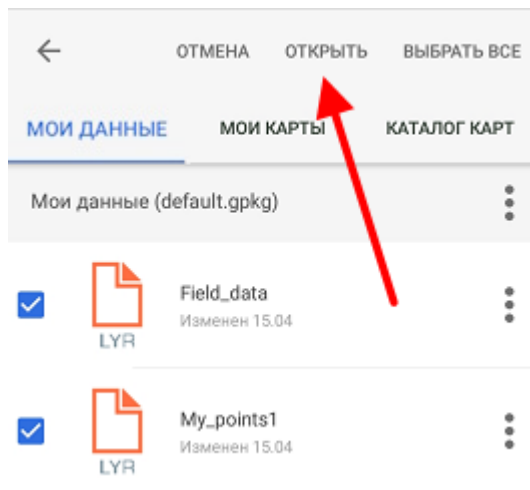 ОТМЕНА ОТКРЫТЬ ВЫБРАТЬ ВСЕ
МОИ ДАННЫЕ МОИ КАРТЫ КАТАЛОГ КАРТ
Мои данные (default.gpkg)
Field_data
Изменен 15.04
LYR
My_points1
Изменен 15.04
LYR